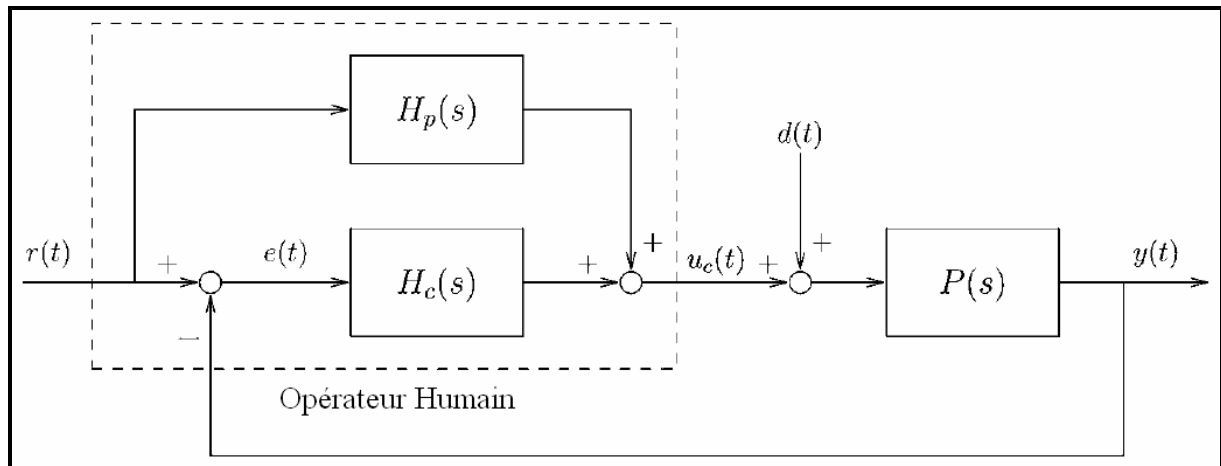 H_p(s)
d(t)
r(t)
+
e(t)
H_c(s)
+
+
u_c(t)
+
+
P(s)
y(t)
−
Opérateur Humain